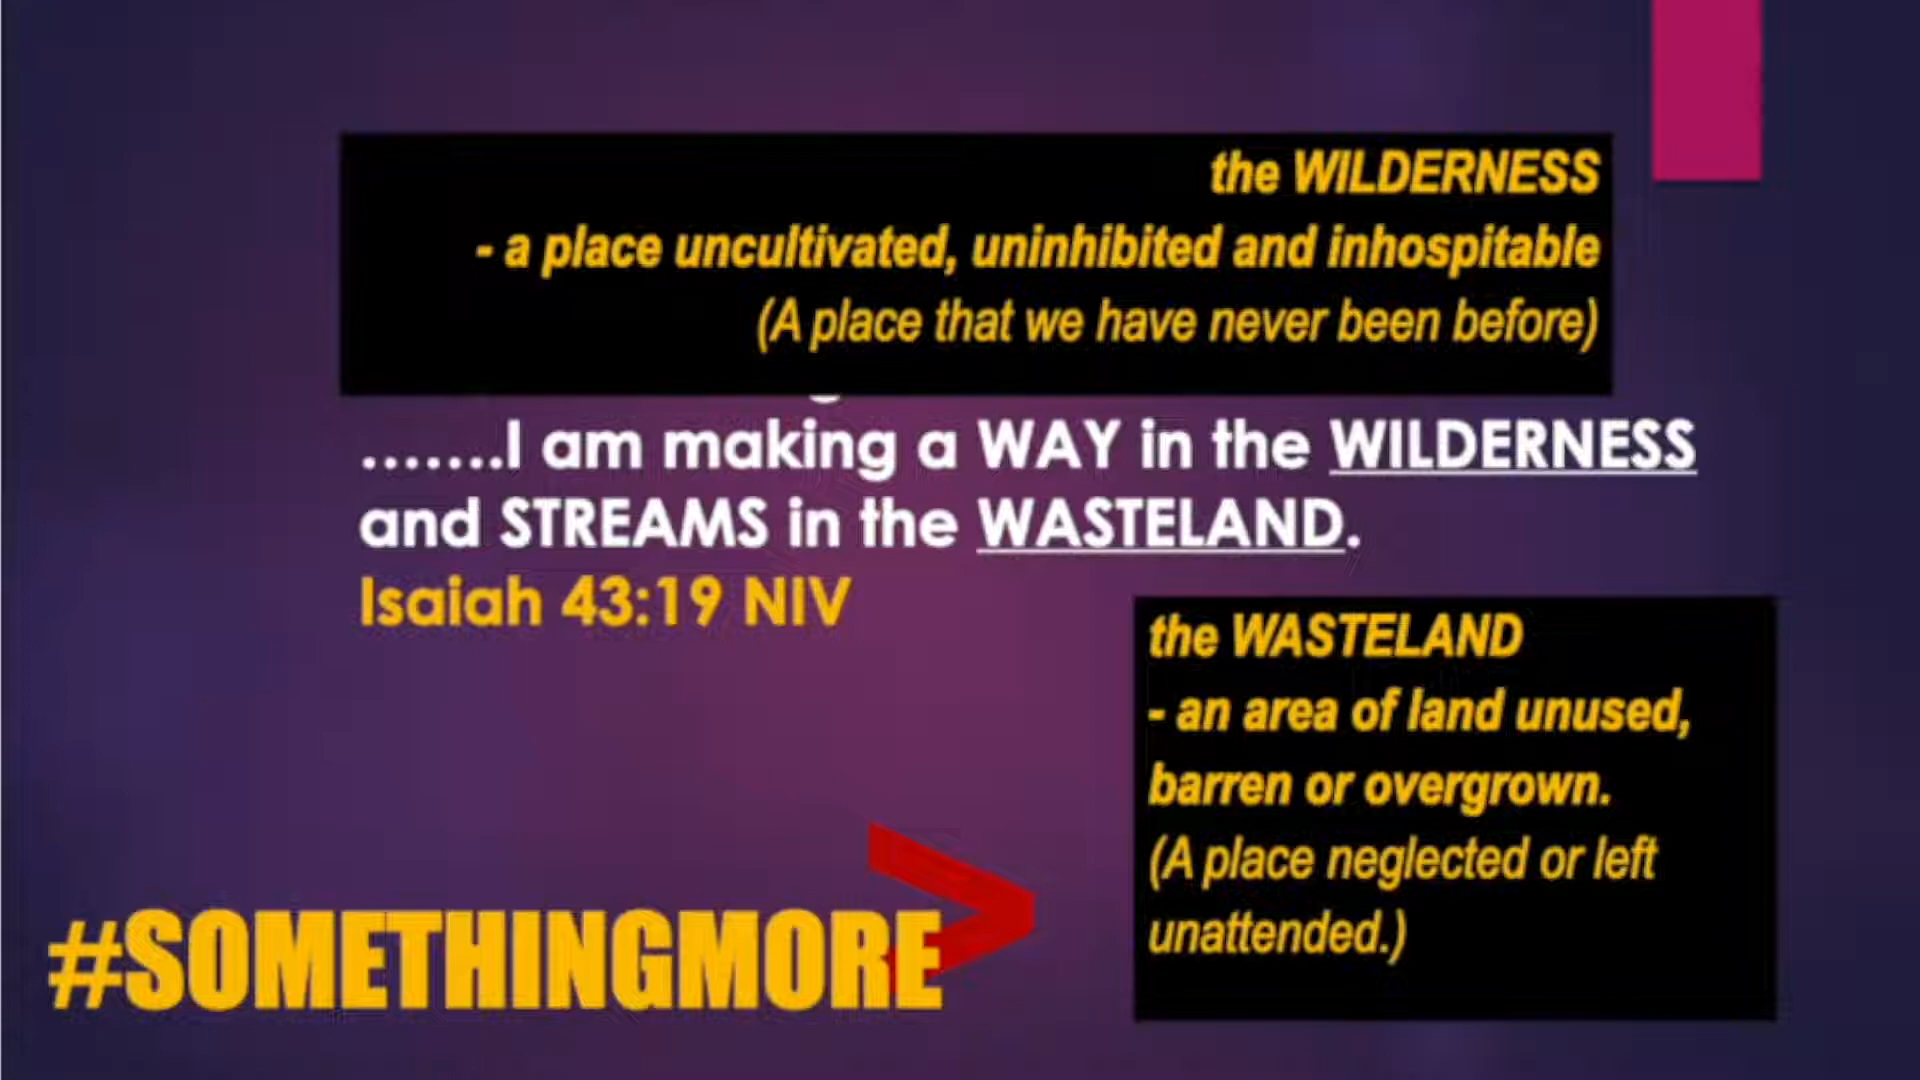 the WILDERNESS
- a place uncultivated, uninhibited and inhospitable
(A place that we have never been before)
…….I am making a WAY in the WILDERNESS
and STREAMS in the WASTELAND.
Isaiah 43:19 NIV
the WASTELAND
- an area of land unused,
barren or overgrown.
(A place neglected or left
unattended.)
>
#SOMETHINGMORE